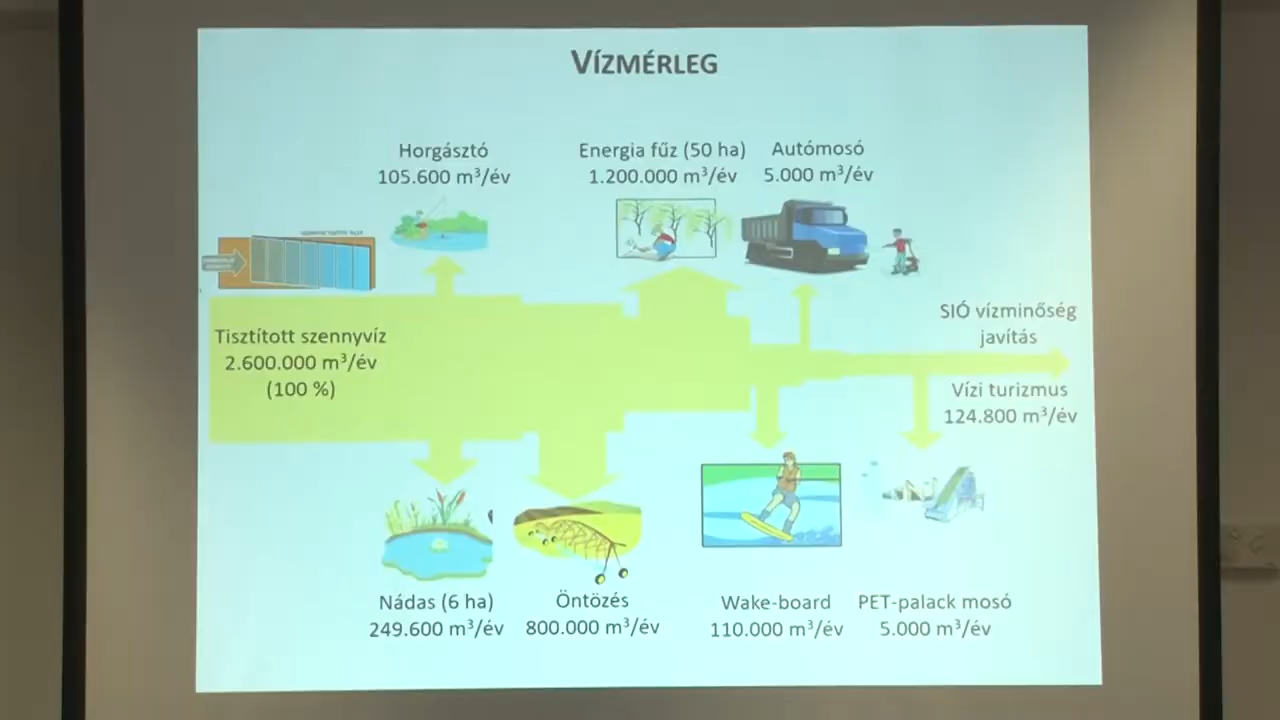 VÍZMÉRLEG
Horgásztó
105.600 m³/év
Energia fűz (50 ha)
1.200.000 m³/év
Autómosó
5.000 m³/év
Tisztított szennyvíz
2.600.000 m³/év
(100 %)
SIÓ vízminőség
javítás
Vízi turizmus
124.800 m³/év
Nádas (6 ha)
249.600 m³/év
Öntözés
800.000 m³/év
Wake-board
110.000 m³/év
PET-palack mosó
5.000 m³/év